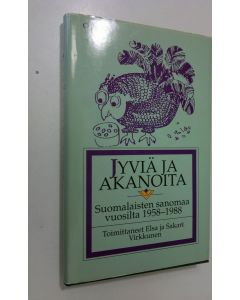 JYVIÄ JA
AKANOITA
Suomalaisten sanomaa
vuosilta 1958–1988
Toimittaneet Elsa ja Sakari
Virkkunen